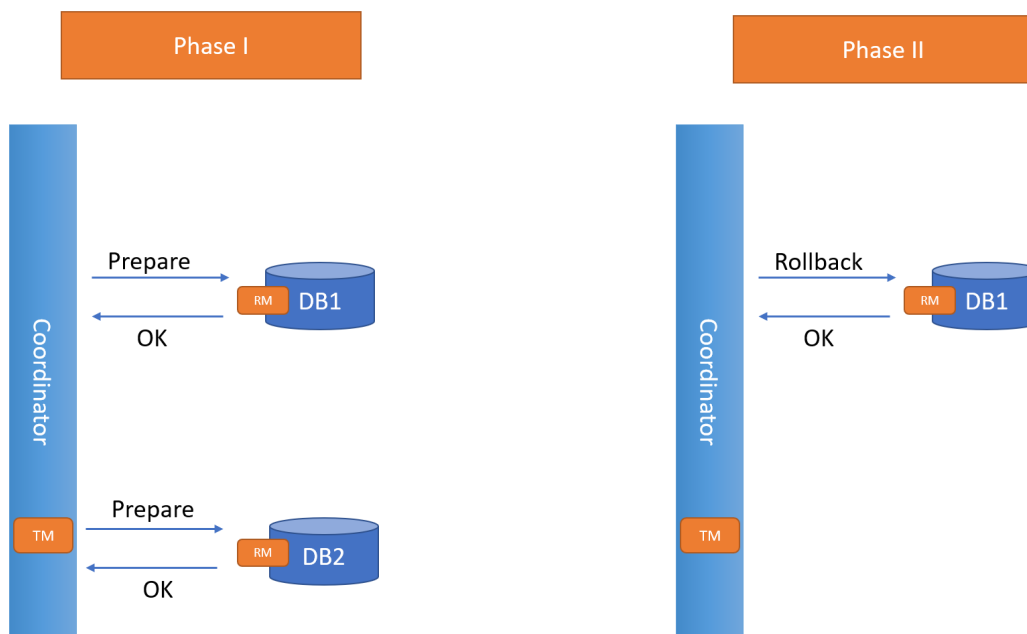 Phase I
Phase II
Coordinator
Prepare
RM
DB1
OK
TM
Prepare
RM
DB2
OK
Coordinator
Rollback
RM
DB1
OK
TM